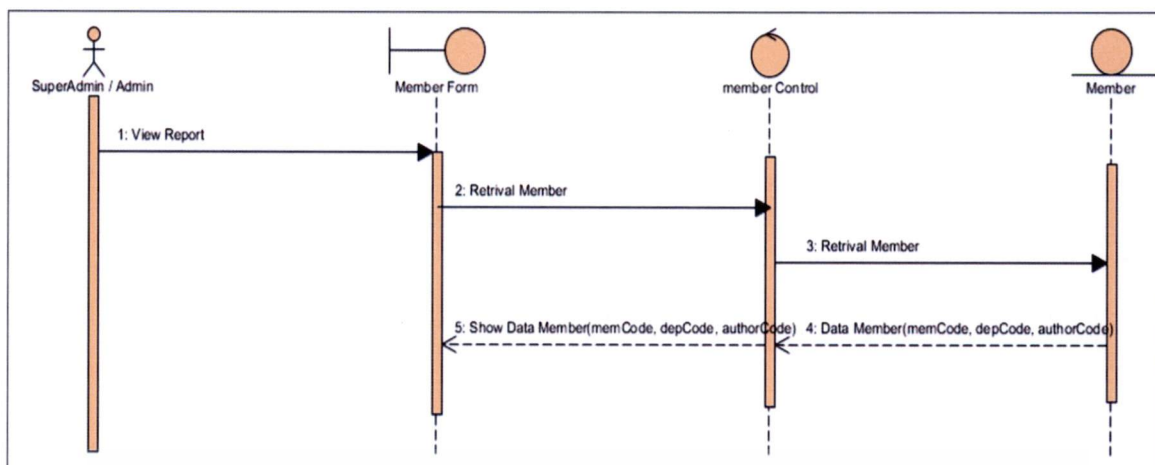 SuperAdmin / Admin
Member Form
member Control
Member
1: View Report
2: Retrival Member
3: Retrival Member
5: Show Data Member(memCode, depCode, authorCode)
4: Data Member(memCode, depCode, authorCode)